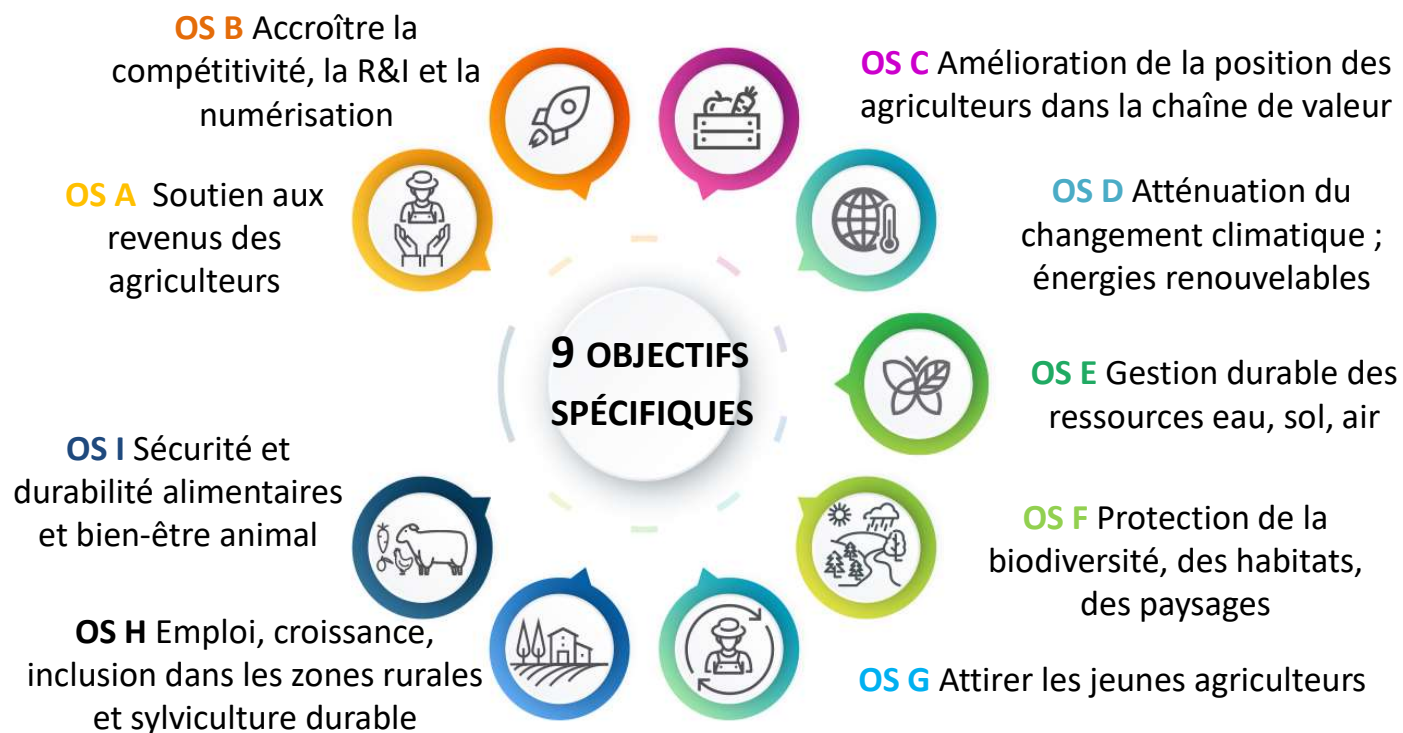 OS B Accroître la
compétitivité, la R&I et la
numérisation
OS C Amélioration de la position des
agriculteurs dans la chaîne de valeur
OS A Soutien aux
revenus des
agriculteurs
OS D Atténuation du
changement climatique ;
énergies renouvelables
9 OBJECTIFS
SPÉCIFIQUES
OS E Gestion durable des
ressources eau, sol, air
OS I Sécurité et
durabilité alimentaires
et bien-être animal
OS F Protection de la
biodiversité, des habitats,
des paysages
OS H Emploi, croissance,
inclusion dans les zones rurales
et sylviculture durable
OS G Attirer les jeunes agriculteurs